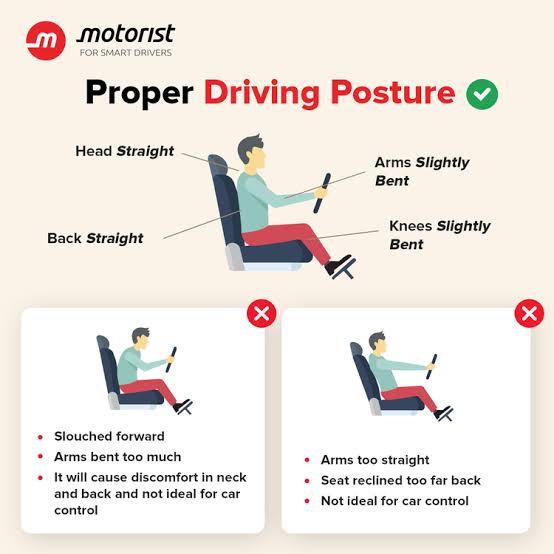 m motorist
FOR SMART DRIVERS
Proper Driving Posture
Head Straight
Arms Slightly
Bent
Back Straight
Knees Slightly
Bent
• Slouched forward
• Arms bent too much
• It will cause discomfort in neck
and back and not ideal for car
control
• Arms too straight
• Seat reclined too far back
• Not ideal for car control